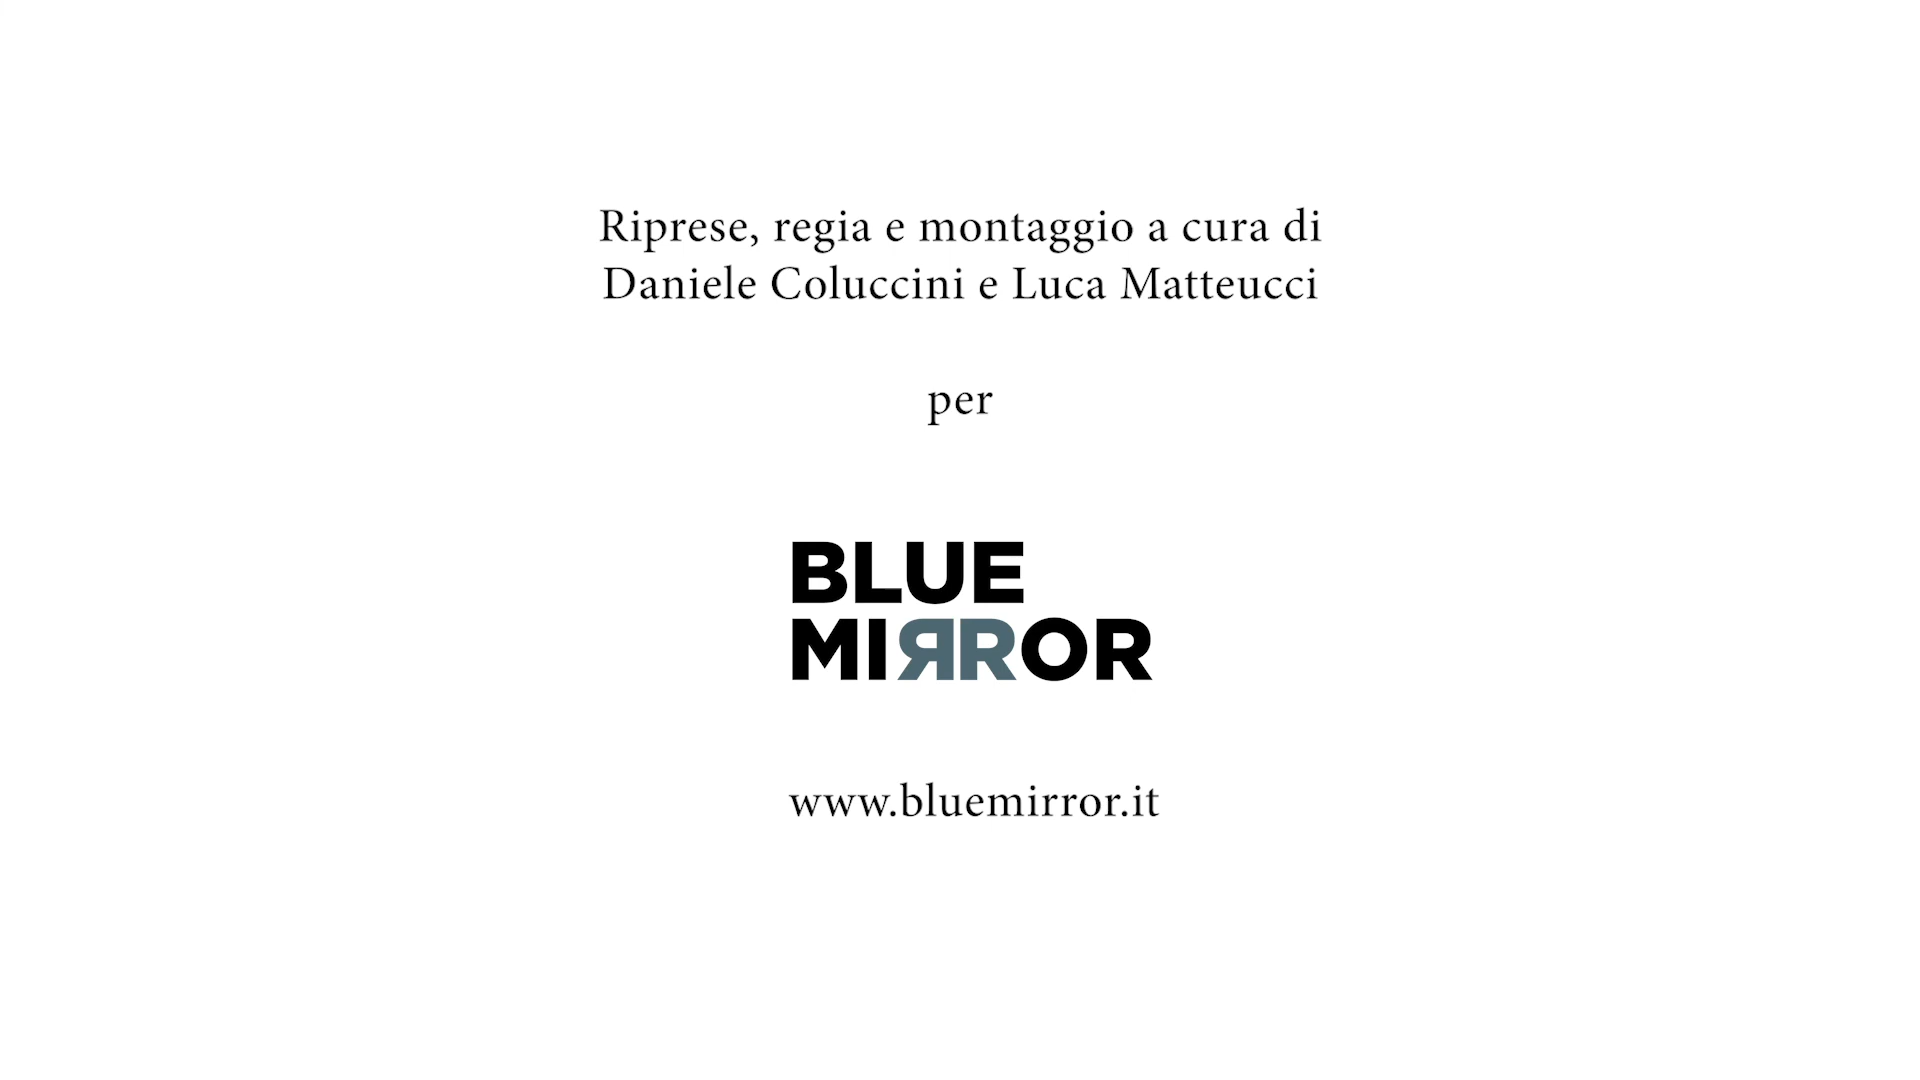 Riprese, regia e montaggio a cura di
Daniele Coluccini e Luca Matteucci
per
BLUE
MIRROR
www.bluemirror.it